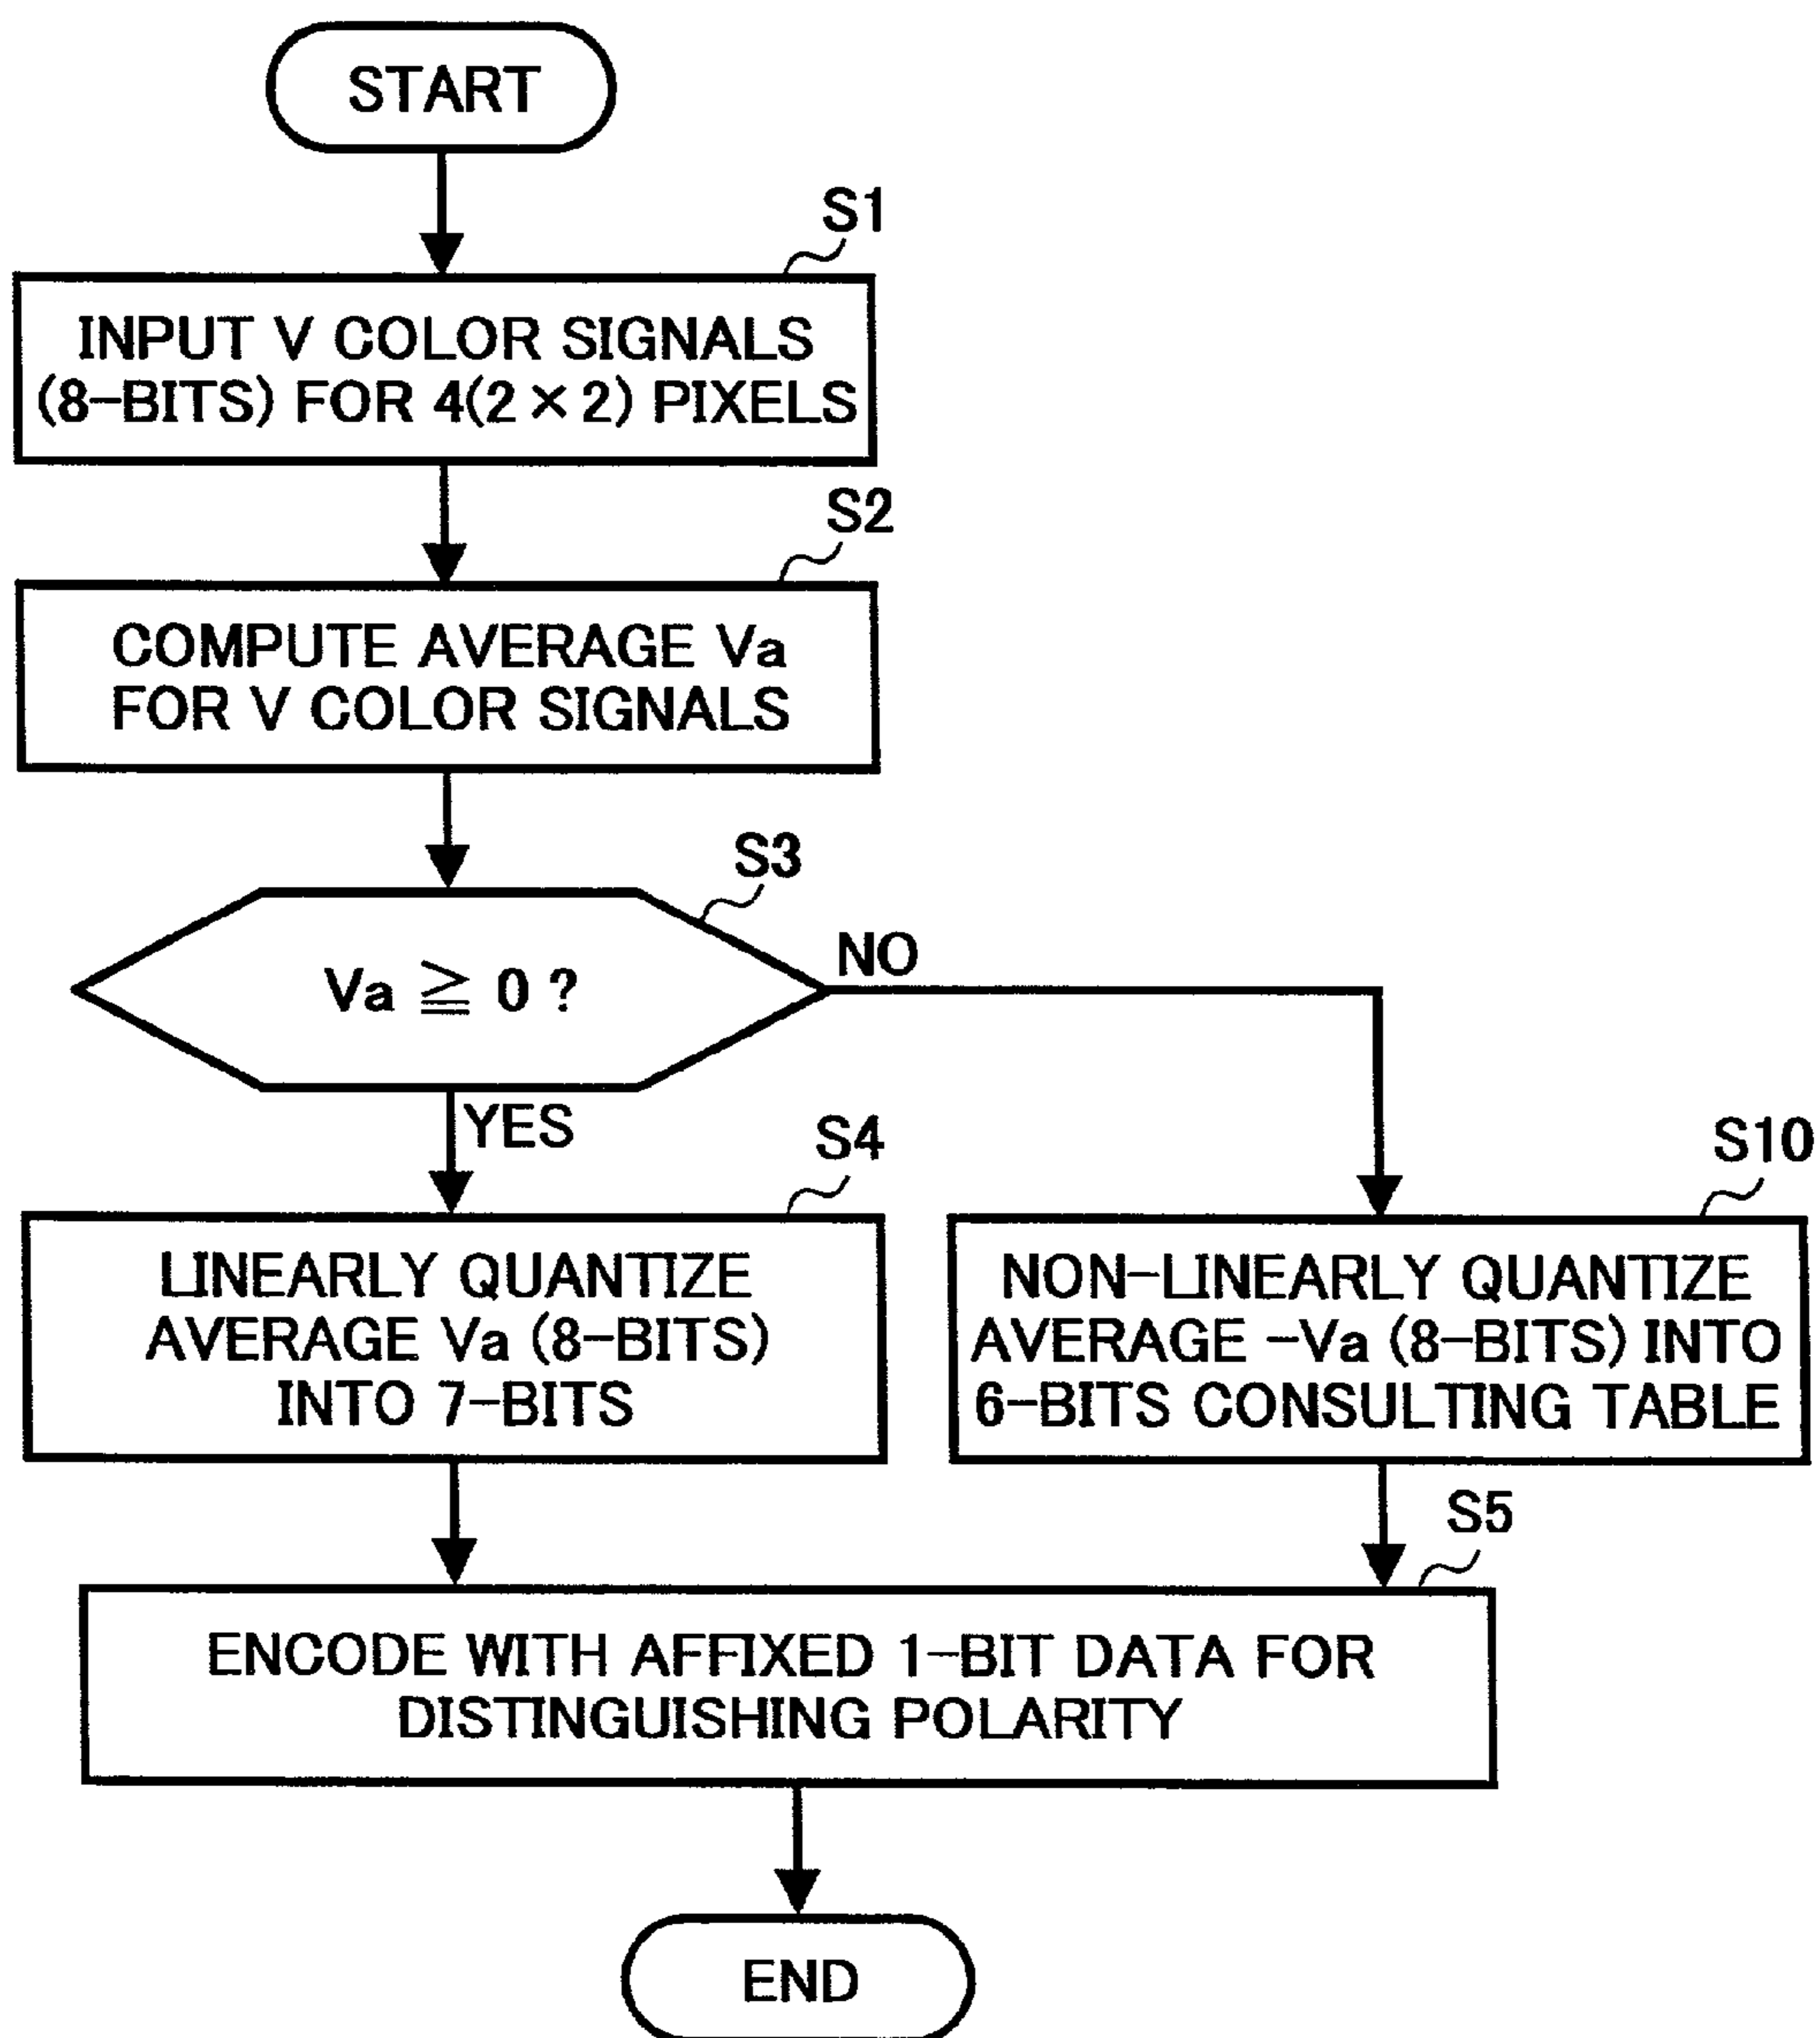 START
S1
INPUT V COLOR SIGNALS
(8-BITS) FOR 4(2 × 2) PIXELS
S2
COMPUTE AVERAGE Va
FOR V COLOR SIGNALS
S3
Va ≧ 0 ?
NO
YES
S4
LINEARLY QUANTIZE
AVERAGE Va (8-BITS)
INTO 7-BITS
S10
NON-LINEARLY QUANTIZE
AVERAGE -Va (8-BITS) INTO
6-BITS CONSULTING TABLE
S5
ENCODE WITH AFFIXED 1-BIT DATA FOR
DISTINGUISHING POLARITY
END